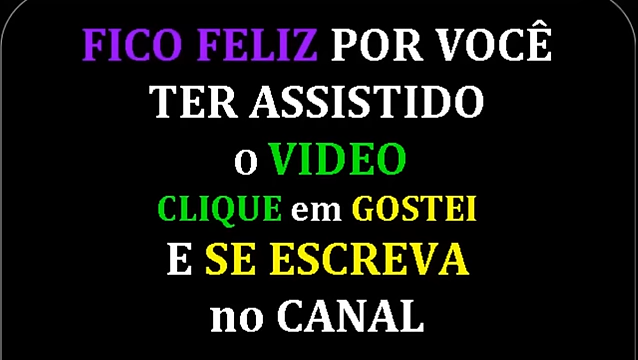 FICO FELIZ POR VOCÊ
TER ASSISTIDO
O VIDEO
CLIQUE em GOSTEI
E SE ESCREVA
no CANAL